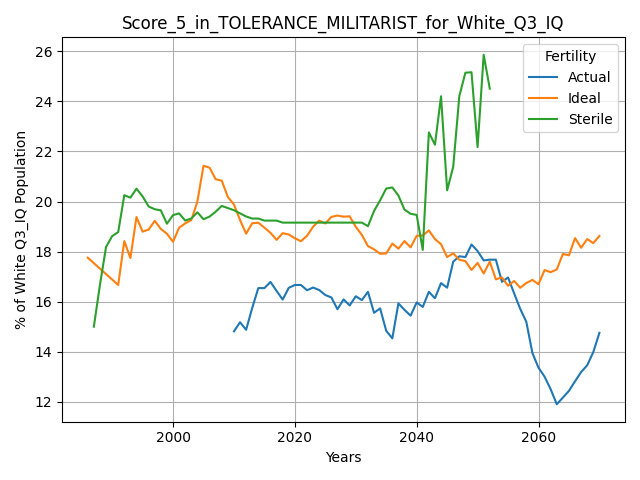 Score_5_in_TOLERANCE_MILITARIST_for_White_Q3_IQ
Fertility
Actual
Ideal
Sterile
% of White Q3_IQ Population
26
24
22
20
18
16
14
12
2000
2020
2040
2060
Years